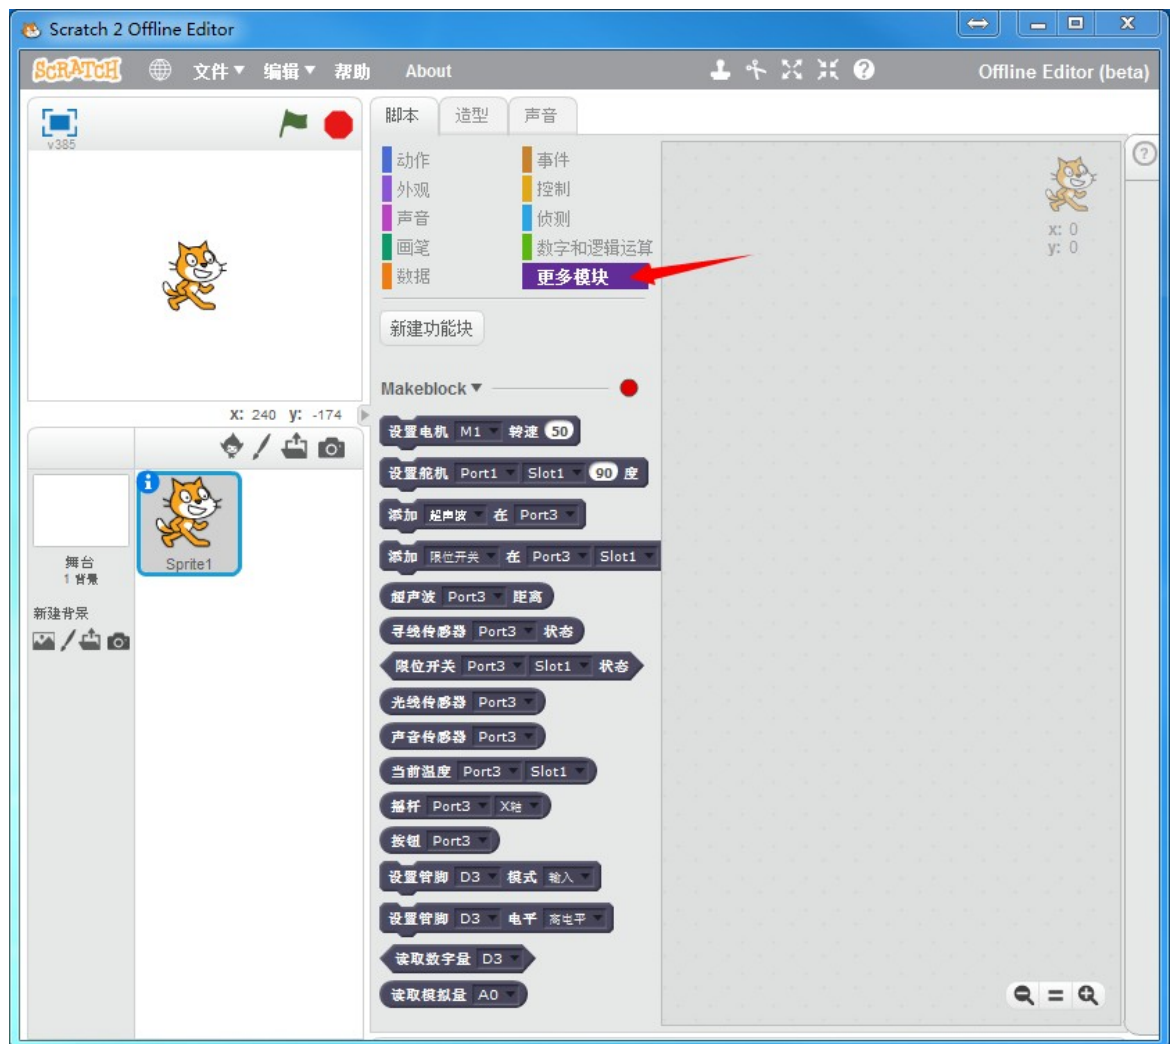 Scratch 2 Offline Editor
SCRATCH 文件 编辑 帮助 About Offline Editor (beta)
v385
脚本 造型 声音
动作 事件
外观 控制
声音 侦测
画笔 数字和逻辑运算
数据 更多模块
x: 0
y: 0
新建功能块
Makeblock
X: 240 y: -174
设置电机 M1 转速 50
设置舵机 Port1 Slot1 90 度
添加 超声波 在 Port3
添加 限位开关 在 Port3 Slot1
超声波 Port3 距离
寻线传感器 Port3 状态
限位开关 Port3 Slot1 状态
光线传感器 Port3
声音传感器 Port3
当前温度 Port3 Slot1
摇杆 Port3 X轴
按钮 Port3
设置管脚 D3 模式 输入
设置管脚 D3 电平 高电平
读取数字量 D3
读取模拟量 A0
Sprite1
舞台
1 背景
新建背景